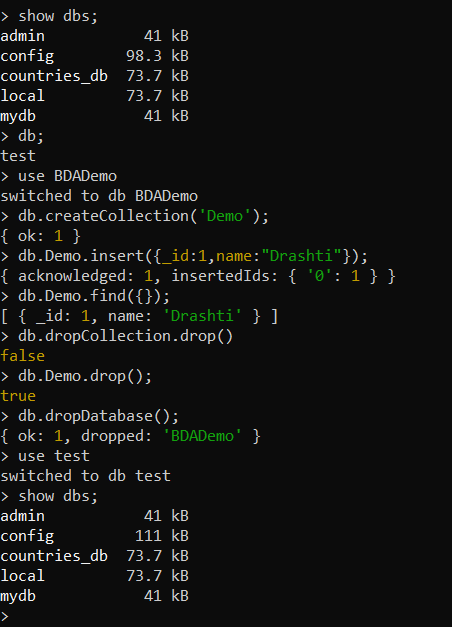 > show dbs;
admin 41 kB
config 98.3 kB
countries_db 73.7 kB
local 73.7 kB
mydb 41 kB
> db;
test
> use BDADemo
switched to db BDADemo
> db.createCollection('Demo');
{ ok: 1 }
> db.Demo.insert({_id:1,name:"Drashti"});
{ acknowledged: 1, insertedIds: { '0': 1 } }
> db.Demo.find({});
[ { _id: 1, name: 'Drashti' } ]
> db.dropCollection.drop()
false
> db.Demo.drop();
true
> db.dropDatabase();
{ ok: 1, dropped: 'BDADemo' }
> use test
switched to db test
> show dbs;
admin 41 kB
config 111 kB
countries_db 73.7 kB
local 73.7 kB
mydb 41 kB
>